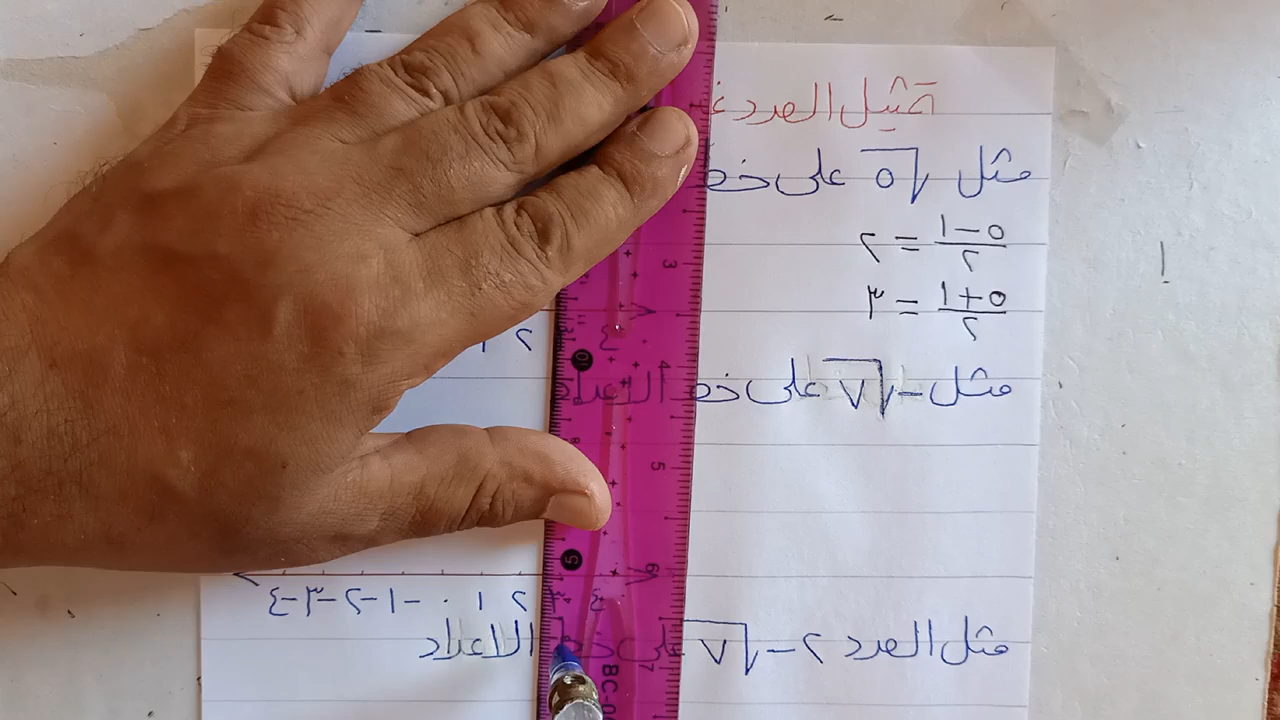 تمثيل العدد غ
مثل √٥ على خط
٥-١/٢ = ٢
٥+١/٢ = ٣
مثل -√٧ على خط الاعداد
٤ ٣ ٢ ١ ٠ -١ -٢ -٣ -٤
مثل العدد ٢-√٧ على خط الاعداد